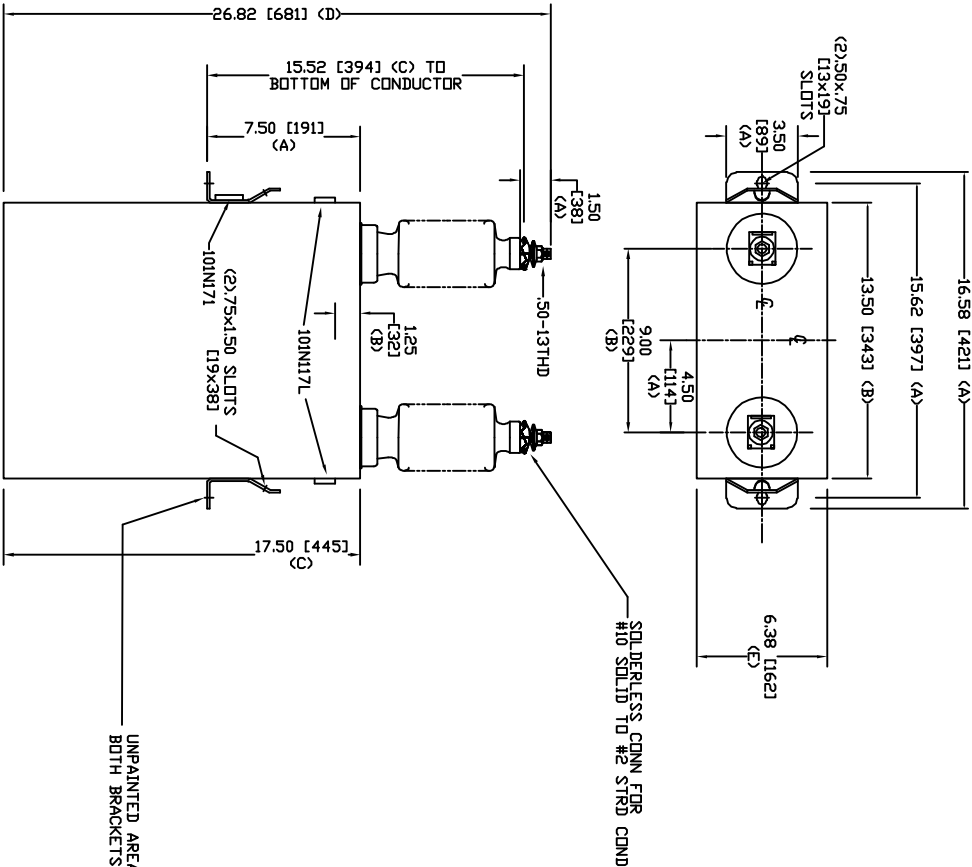 26.82 [681] (D)
15.52 [394] (C) TO
BOTTOM OF CONDUCTOR
7.50 [191]
(A)
(2).50x.75
[13x19]
SLOTS
3.50
[89]
(A)
16.58 [421] (A)
15.62 [397] (A)
13.50 [343] (B)
9.00
[229]
(B)
4.50
[114]
(A)
6.38 [162]
(E)
1.50
[38]
(A)
.50-13THD
1.25
[32]
(B)
101N117L
101N171
(2).75x1.50 SLOTS
[19x38]
17.50 [445]
(C)
SOLDERLESS CONN FOR
#10 SOLID TO #2 STRD COND
UNPAINTED AREA
BOTH BRACKETS